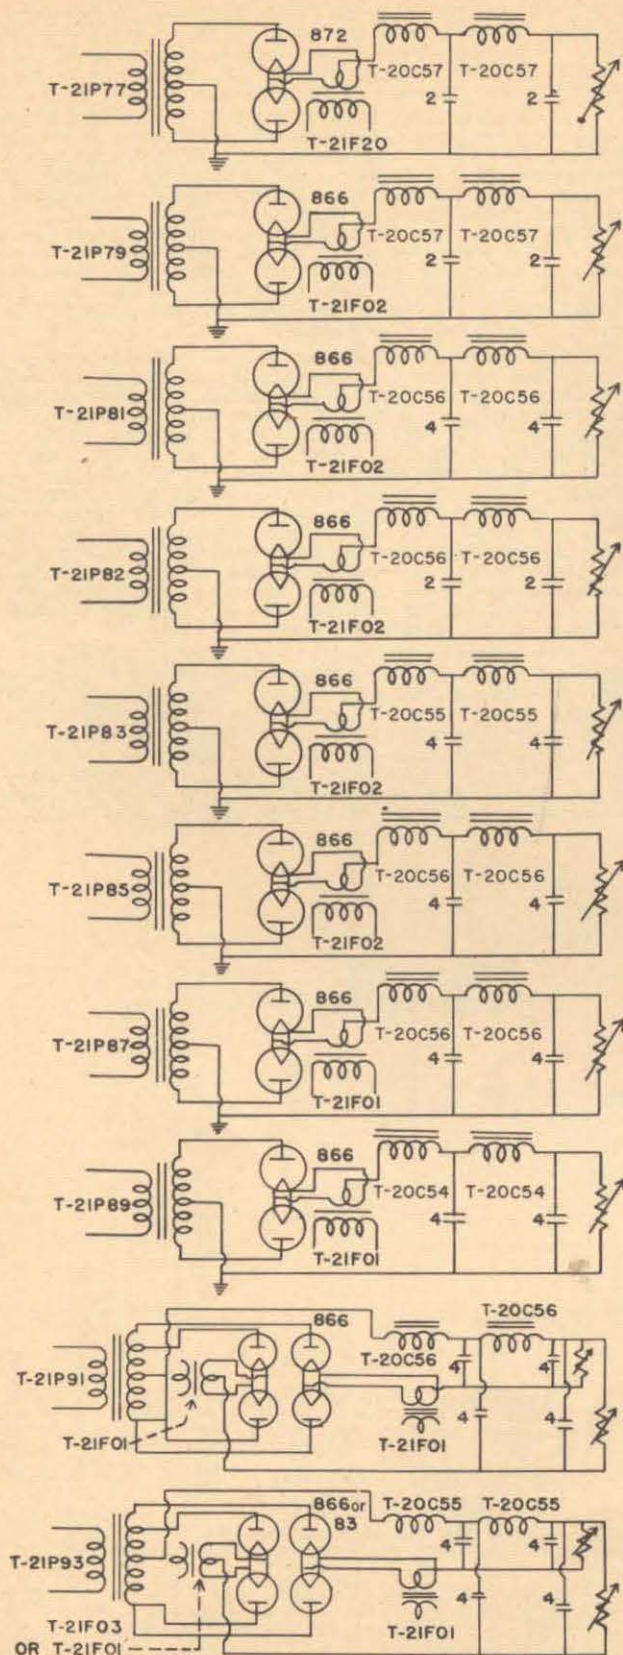 872
T-21P77
T-20C57 T-20C57
2 2
T-21F20
866
T-21P79
T-20C57 T-20C57
2 2
T-21F02
866
T-21P81
T-20C56 T-20C56
4 4
T-21F02
866
T-21P82
T-20C56 T-20C56
2 2
T-21F02
866
T-21P83
T-20C55 T-20C55
4 4
T-21F02
866
T-21P85
T-20C56 T-20C56
4 4
T-21F02
866
T-21P87
T-20C56 T-20C56
4 4
T-21F01
866
T-21P89
T-20C54 T-20C54
4 4
T-21F01
866
T-20C56
T-20C56
T-21P91
4 4
4 4
T-21F01
T-21F01
866 or
83
T-20C55 T-20C55
T-21P93
4 4
4 4
T-21F01
T-21F03
OR T-21F01